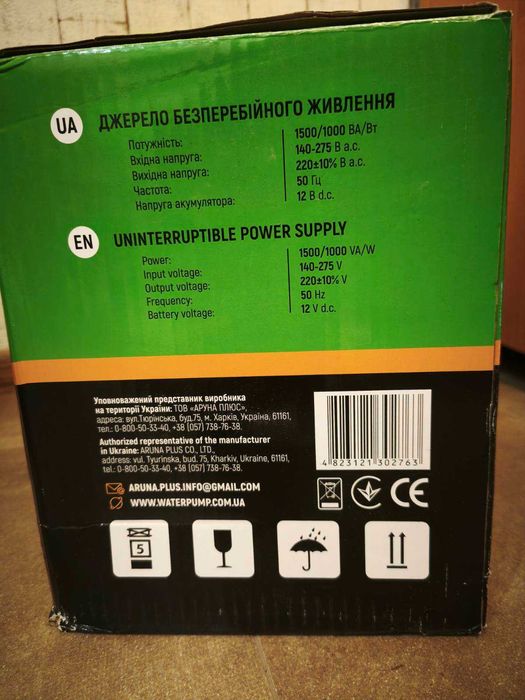 UA
ДЖЕРЕЛО БЕЗПЕРЕБІЙНОГО ЖИВЛЕННЯ
Потужність: 1500/1000 ВА/Вт
Вхідна напруга: 140-275 В a.c.
Вихідна напруга: 220±10% В a.c.
Частота: 50 Гц
Напруга акумулятора: 12 В d.c.
EN
UNINTERRUPTIBLE POWER SUPPLY
Power: 1500/1000 VA/W
Input voltage: 140-275 V
Output voltage: 220±10% V
Frequency: 50 Hz
Battery voltage: 12 V d.c.
Уповноважений представник виробника
на території України: ТОВ «АРУНА ПЛЮС»,
адреса: вул.Тюрінська, буд.75, м. Харків, Україна, 61161,
тел.: 0-800-50-33-40, +38 (057) 738-76-38.
Authorized representative of the manufacturer
in Ukraine: ARUNA PLUS CO., LTD.,
address: vul. Tyurinska, bud. 75, Kharkiv, Ukraine, 61161,
tel.: 0-800-50-33-40, +38 (057) 738-76-38.
ARUNA.PLUS.INFO@GMAIL.COM
WWW.WATERPUMP.COM.UA
4823121302763
CE
5